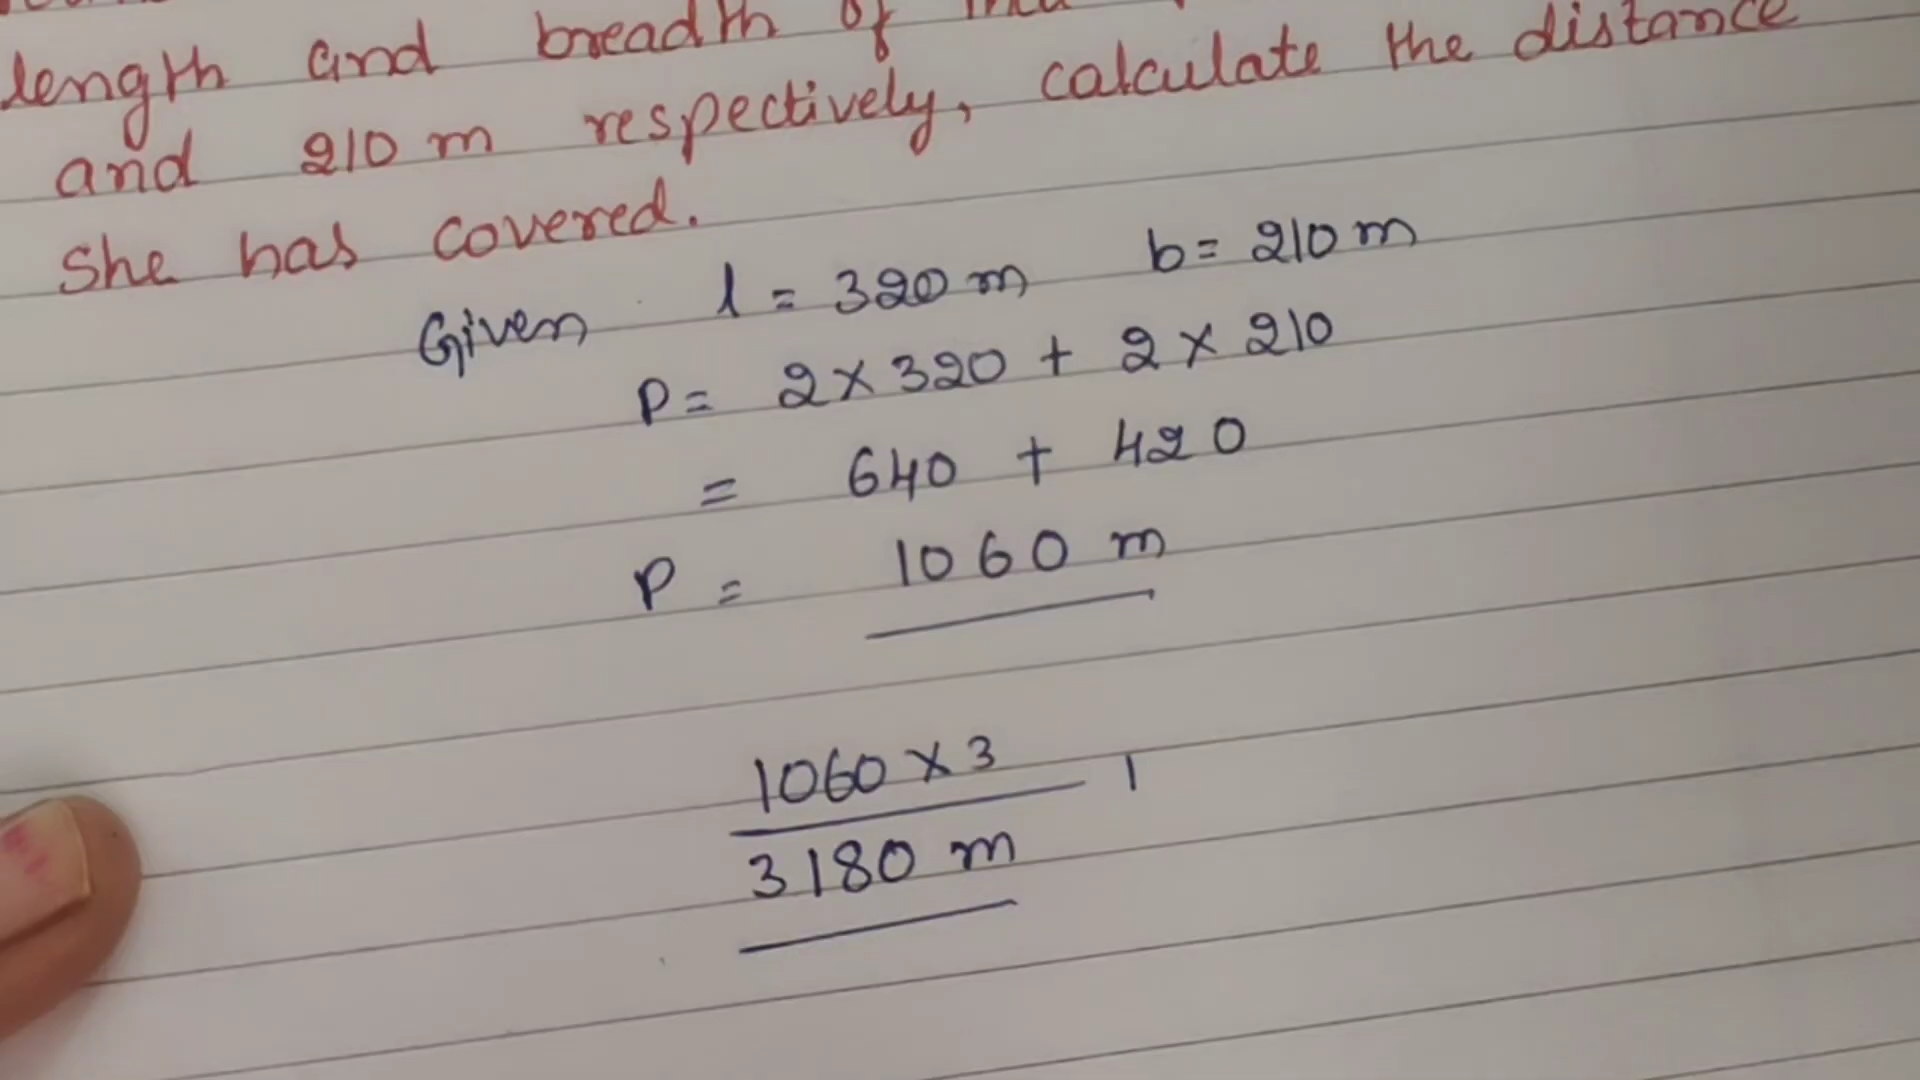 length and breadth of
and 210 m respectively, calculate the distance
she has covered.
Given l = 320 m b = 210 m
P = 2 × 320 + 2 × 210
= 640 + 420
P = 1060 m
1060 × 3
3180 m